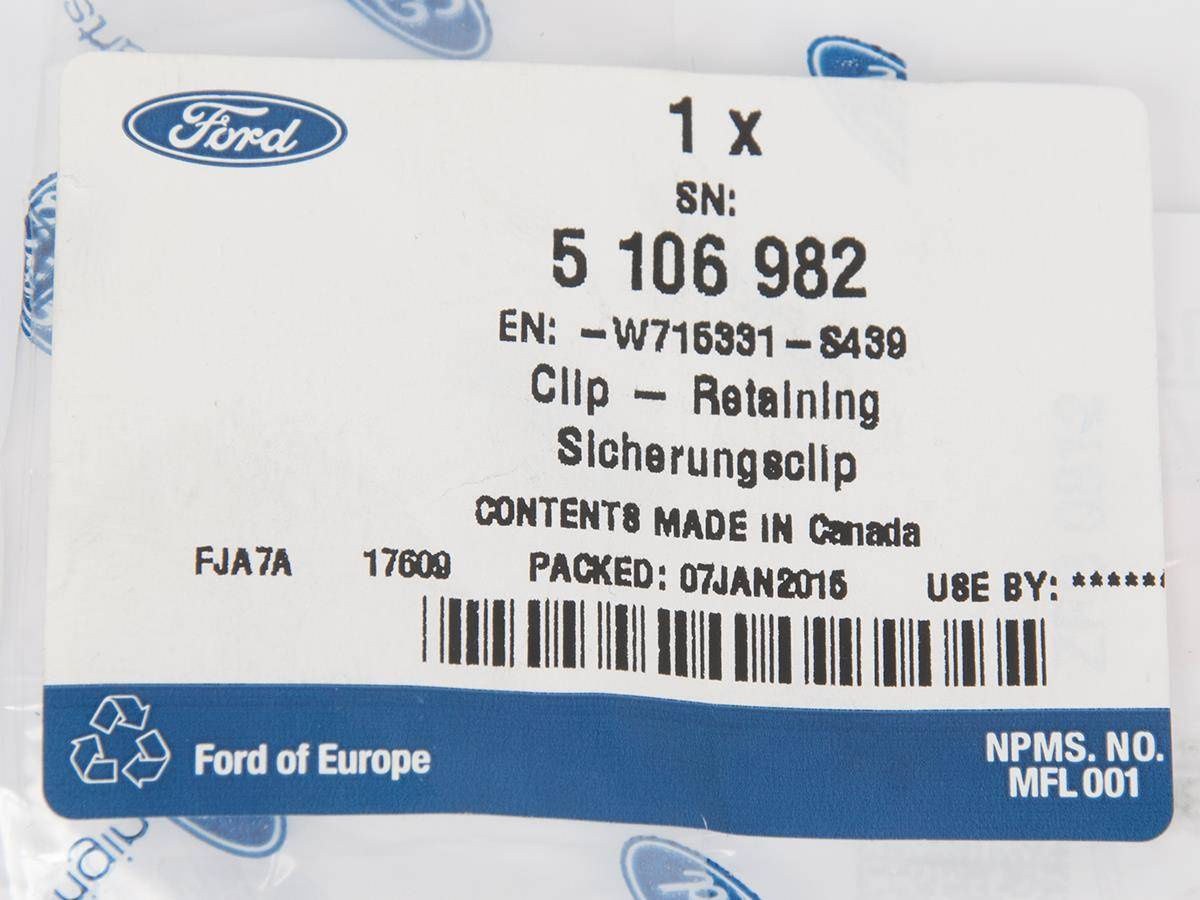 Ford
1 x
SN:
5 106 982
EN: -W715331-S439
Clip - Retaining
Sicherungsclip
CONTENTS MADE IN Canada
FJA7A 17609 PACKED: 07JAN2015 USE BY: ******
Ford of Europe
NPMS. NO.
MFL 001